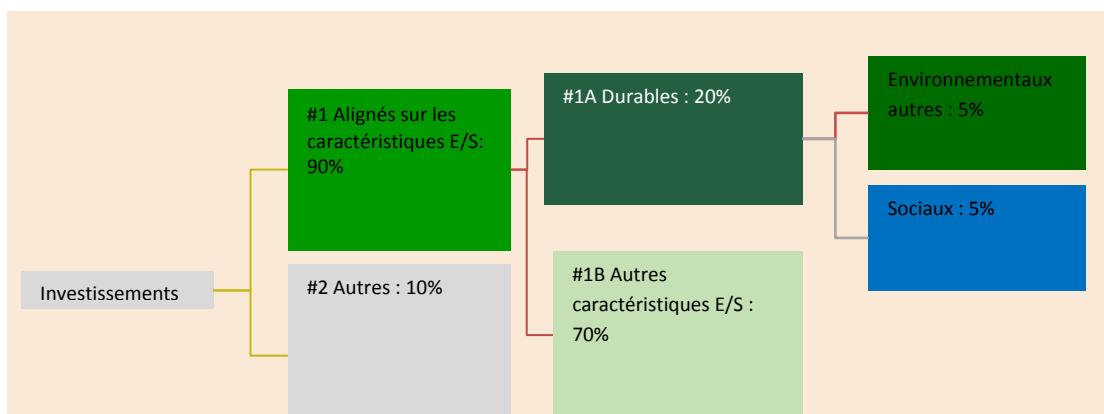 Investissements
#1 Alignés sur les
caractéristiques E/S:
90%
#2 Autres : 10%
#1A Durables : 20%
#1B Autres
caractéristiques E/S :
70%
Environnementaux
autres : 5%
Sociaux : 5%